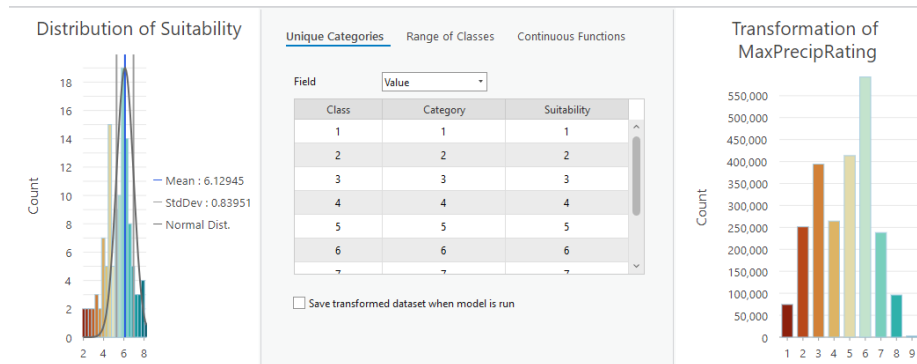 Distribution of Suitability
18
16
14
12
10
8
6
4
2
0
Count
2 4 6 8
Mean : 6.12945
StdDev : 0.83951
Normal Dist.
Unique Categories Range of Classes Continuous Functions
Field Value
Class Category Suitability
1 1 1
2 2 2
3 3 3
4 4 4
5 5 5
6 6 6
7 7 7
Save transformed dataset when model is run
Transformation of
MaxPrecipRating
550,000
500,000
450,000
400,000
350,000
300,000
250,000
200,000
150,000
100,000
50,000
0
Count
1 2 3 4 5 6 7 8 9